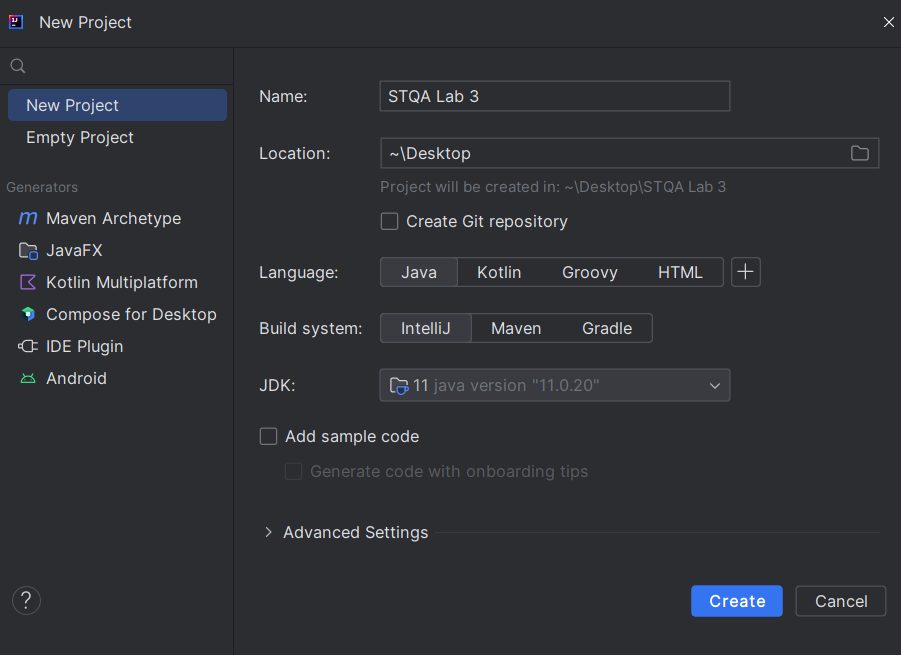 New Project
New Project
Empty Project
Generators
Maven Archetype
JavaFX
Kotlin Multiplatform
Compose for Desktop
IDE Plugin
Android
?
Name: STQA Lab 3
Location: ~\Desktop
Project will be created in: ~\Desktop\STQA Lab 3
Create Git repository
Language: Java Kotlin Groovy HTML +
Build system: IntelliJ Maven Gradle
JDK: 11 java version "11.0.20"
Add sample code
Generate code with onboarding tips
Advanced Settings
Create Cancel